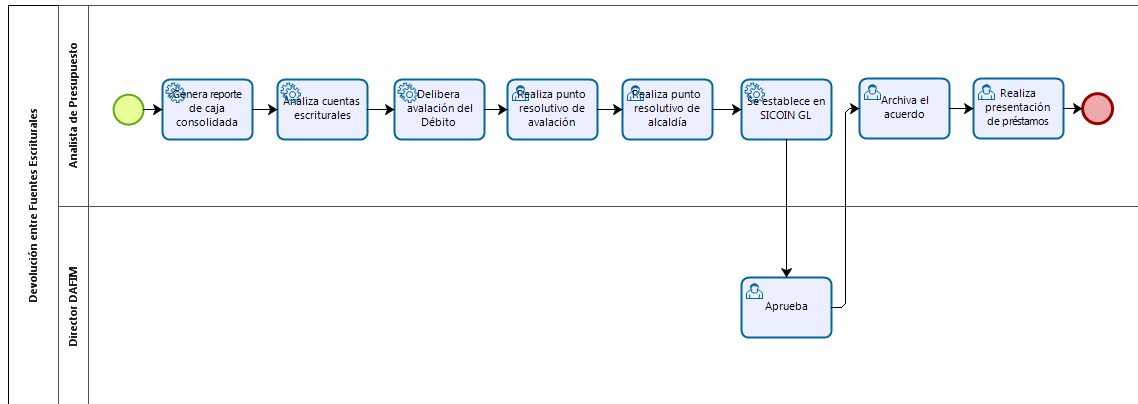 Devolución entre Fuentes Escriturales
Analista de Presupuesto
Genera reporte
de caja
consolidada
Analiza cuentas
escriturales
Delibera
avalación del
Débito
Realiza punto
resolutivo de
avalación
Realiza punto
resolutivo de
alcaldía
Se establece en
SICOIN GL
Archiva el
acuerdo
Realiza
presentación
de préstamos
Director DAFIM
Aprueba